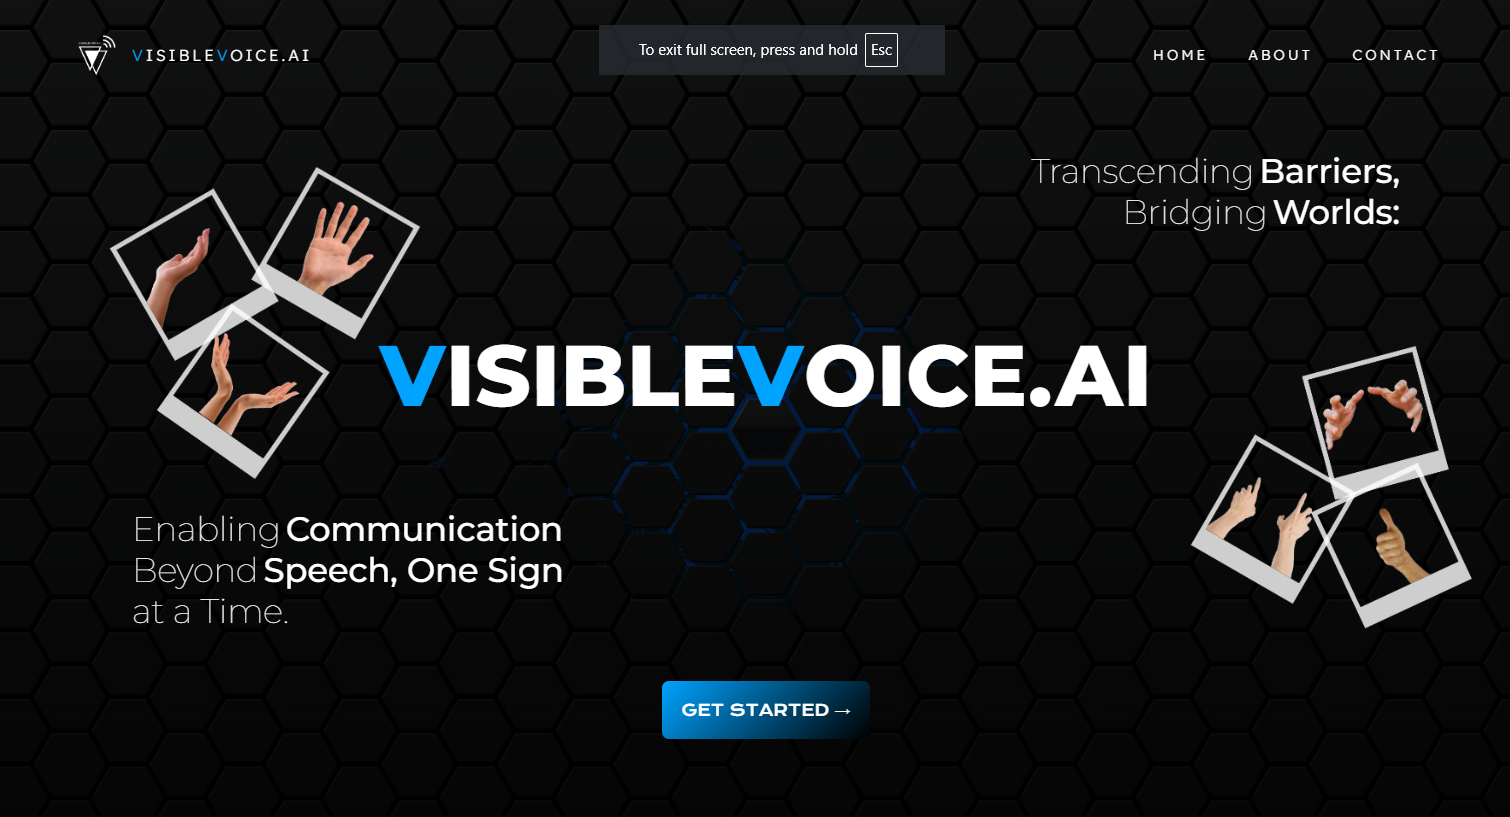 VISIBLEVOICE.AI
To exit full screen, press and hold Esc
HOME ABOUT CONTACT
Transcending Barriers,
Bridging Worlds:
VISIBLEVOICE.AI
Enabling Communication
Beyond Speech, One Sign
at a Time.
GET STARTED →